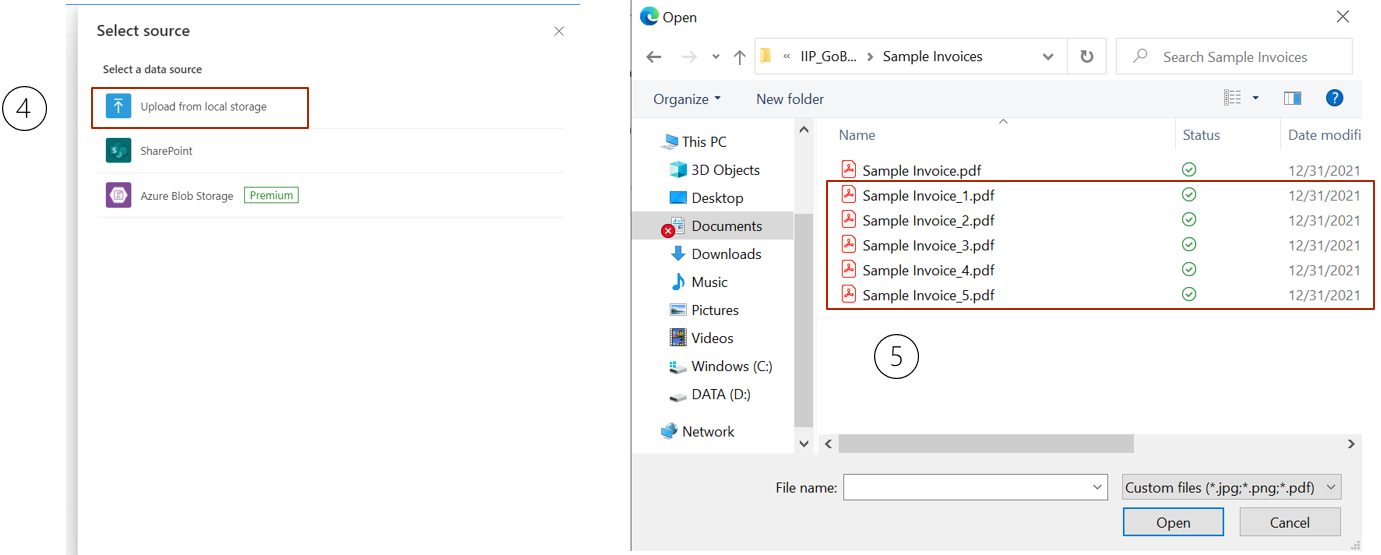 4
Select source
Select a data source
Upload from local storage
SharePoint
Azure Blob Storage Premium
Open
« IIP_GoB... > Sample Invoices
Search Sample Invoices
Organize
New folder
This PC
3D Objects
Desktop
Documents
Downloads
Music
Pictures
Videos
Windows (C:)
DATA (D:)
Network
Name Status Date modifi
Sample Invoice.pdf 12/31/2021
Sample Invoice_1.pdf 12/31/2021
Sample Invoice_2.pdf 12/31/2021
Sample Invoice_3.pdf 12/31/2021
Sample Invoice_4.pdf 12/31/2021
Sample Invoice_5.pdf 12/31/2021
5
File name:
Custom files (*.jpg;*.png;*.pdf)
Open
Cancel